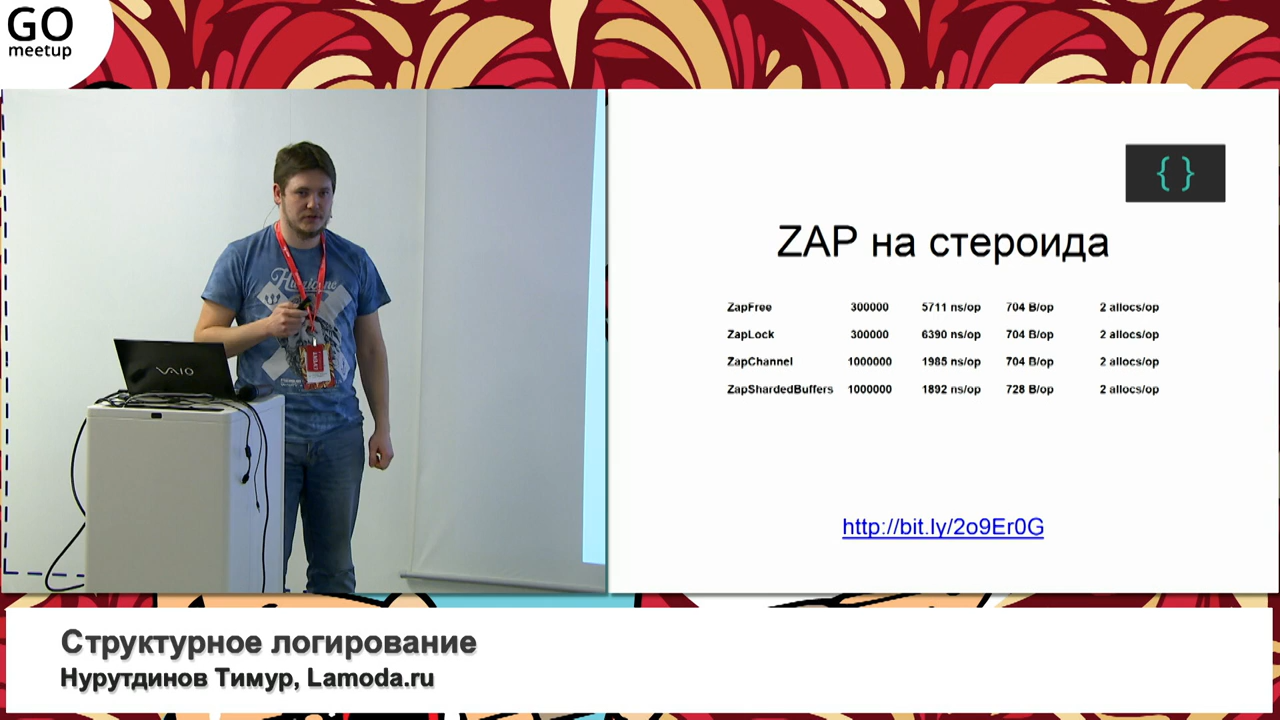 GO
meetup
Hurricane
VAIO
{ }
ZAP на стероида
ZapFree 300000 5711 ns/op 704 B/op 2 allocs/op
ZapLock 300000 6390 ns/op 704 B/op 2 allocs/op
ZapChannel 1000000 1985 ns/op 704 B/op 2 allocs/op
ZapShardedBuffers 1000000 1892 ns/op 728 B/op 2 allocs/op
http://bit.ly/2o9Er0G
Структурное логирование
Нурутдинов Тимур, Lamoda.ru